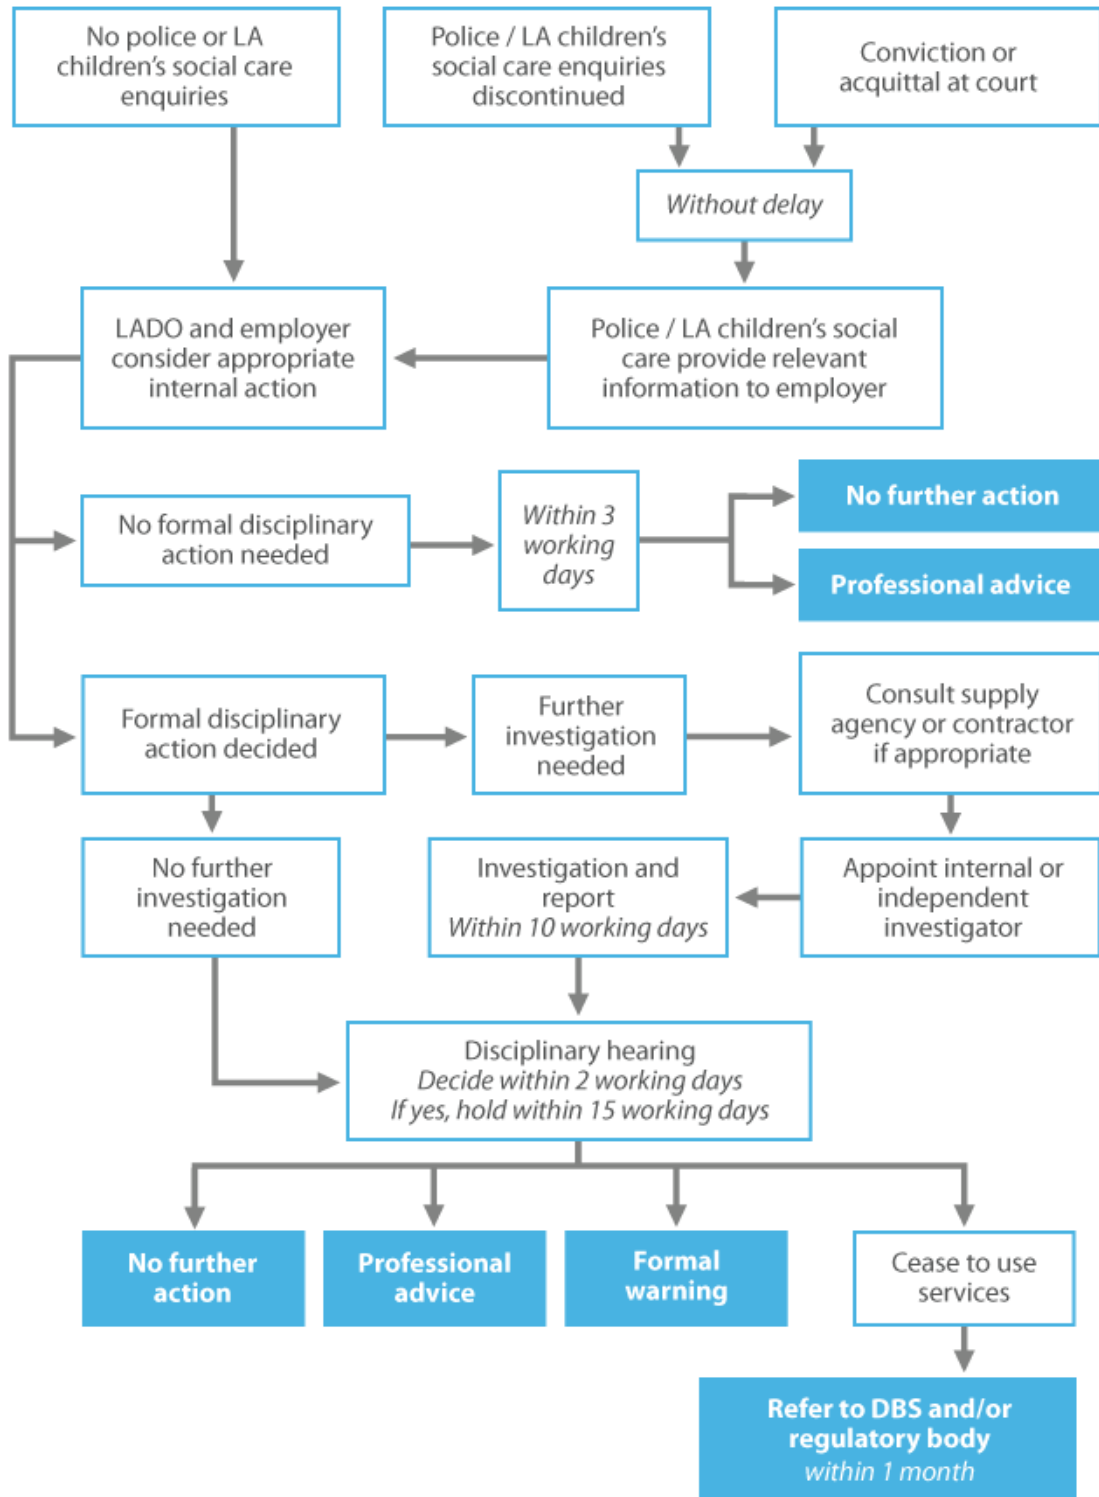 No police or LA
children’s social care
enquiries
Police / LA children’s
social care enquiries
discontinued
Conviction or
acquittal at court
Without delay
LADO and employer
consider appropriate
internal action
Police / LA children’s social
care provide relevant
information to employer
No formal disciplinary
action needed
Within 3
working
days
No further action
Professional advice
Formal disciplinary
action decided
Further
investigation
needed
Consult supply
agency or contractor
if appropriate
No further
investigation
needed
Investigation and
report
Within 10 working days
Appoint internal or
independent
investigator
Disciplinary hearing
Decide within 2 working days
If yes, hold within 15 working days
No further
action
Professional
advice
Formal
warning
Cease to use
services
Refer to DBS and/or
regulatory body
within 1 month